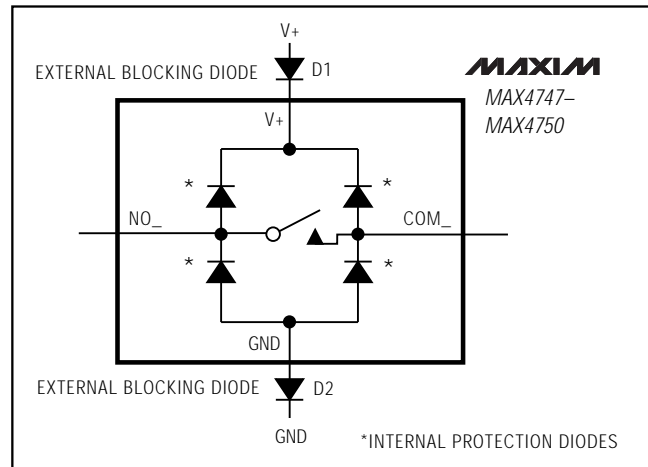 V+
EXTERNAL BLOCKING DIODE D1
MAXIM
MAX4747–
MAX4750
V+
* *
NO_ COM_
* *
GND
EXTERNAL BLOCKING DIODE D2
GND
*INTERNAL PROTECTION DIODES